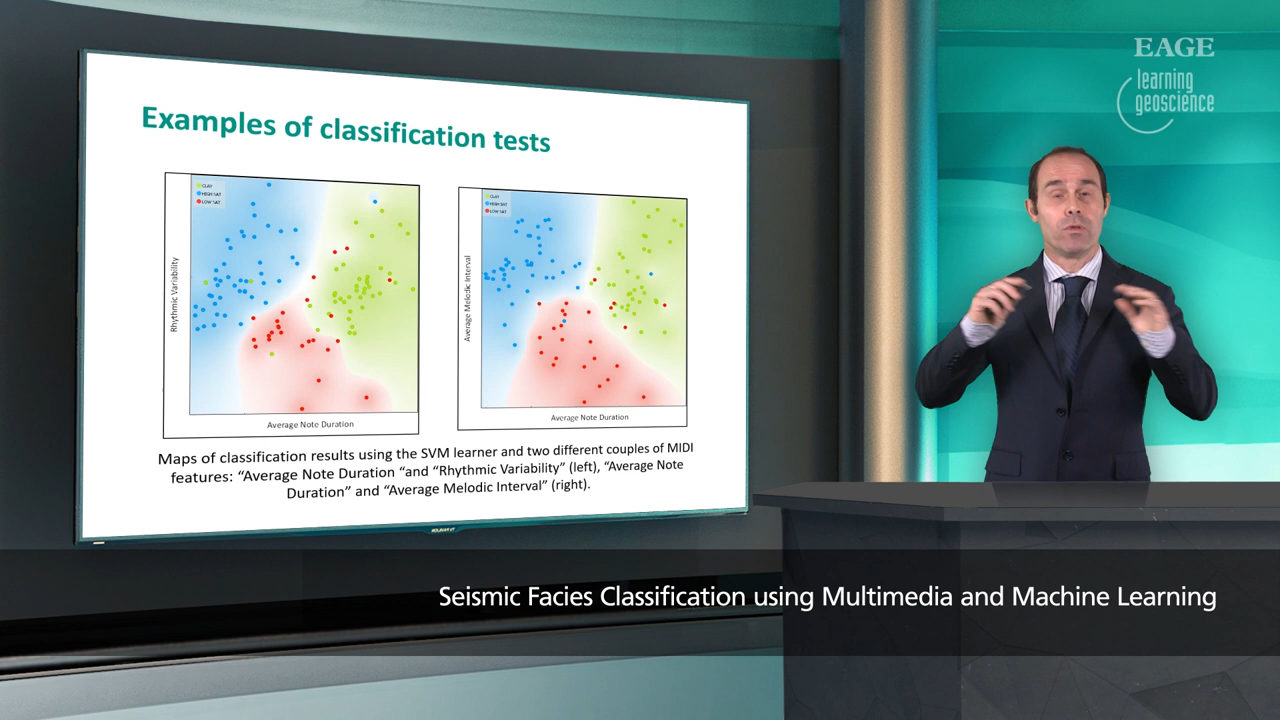 EAGE
learning
geoscience
Examples of classification tests
CLAY
HIGH SAT
LOW SAT
Rhythmic Variability
Average Note Duration
CLAY
HIGH SAT
LOW SAT
Average Melodic Interval
Average Note Duration
Maps of classification results using the SVM learner and two different couples of MIDI
features: “Average Note Duration “and “Rhythmic Variability” (left), “Average Note
Duration” and “Average Melodic Interval” (right).
Seismic Facies Classification using Multimedia and Machine Learning